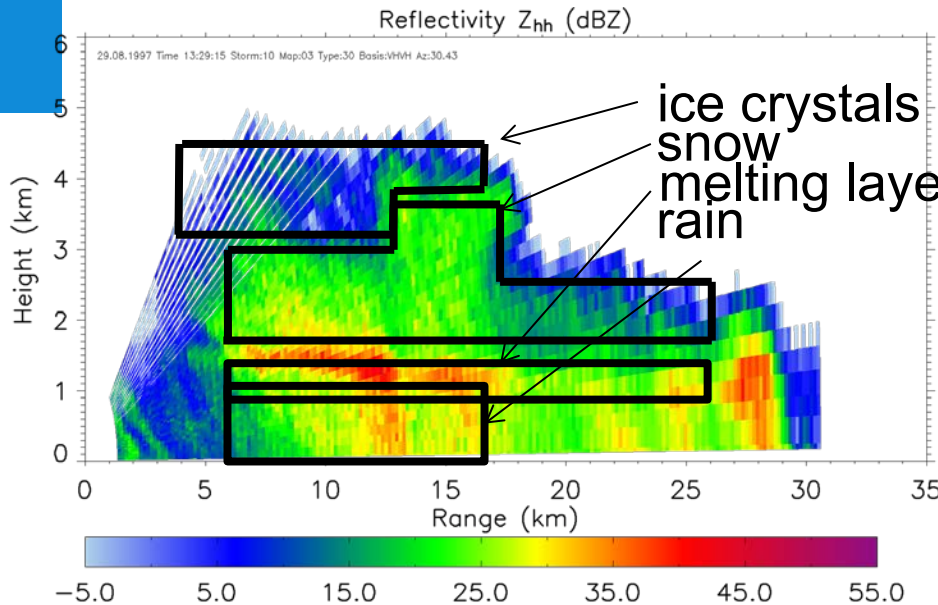 Reflectivity Zhh (dBZ)
29.08.1997 Time 13:29:15 Storm:10 Map:03 Type:30 Basis:VHVH Az:30.43
ice crystals
snow
melting laye
rain
6
5
4
3
2
1
0
Height (km)
0 5 10 15 20 25 30 35
Range (km)
-5.0 5.0 15.0 25.0 35.0 45.0 55.0